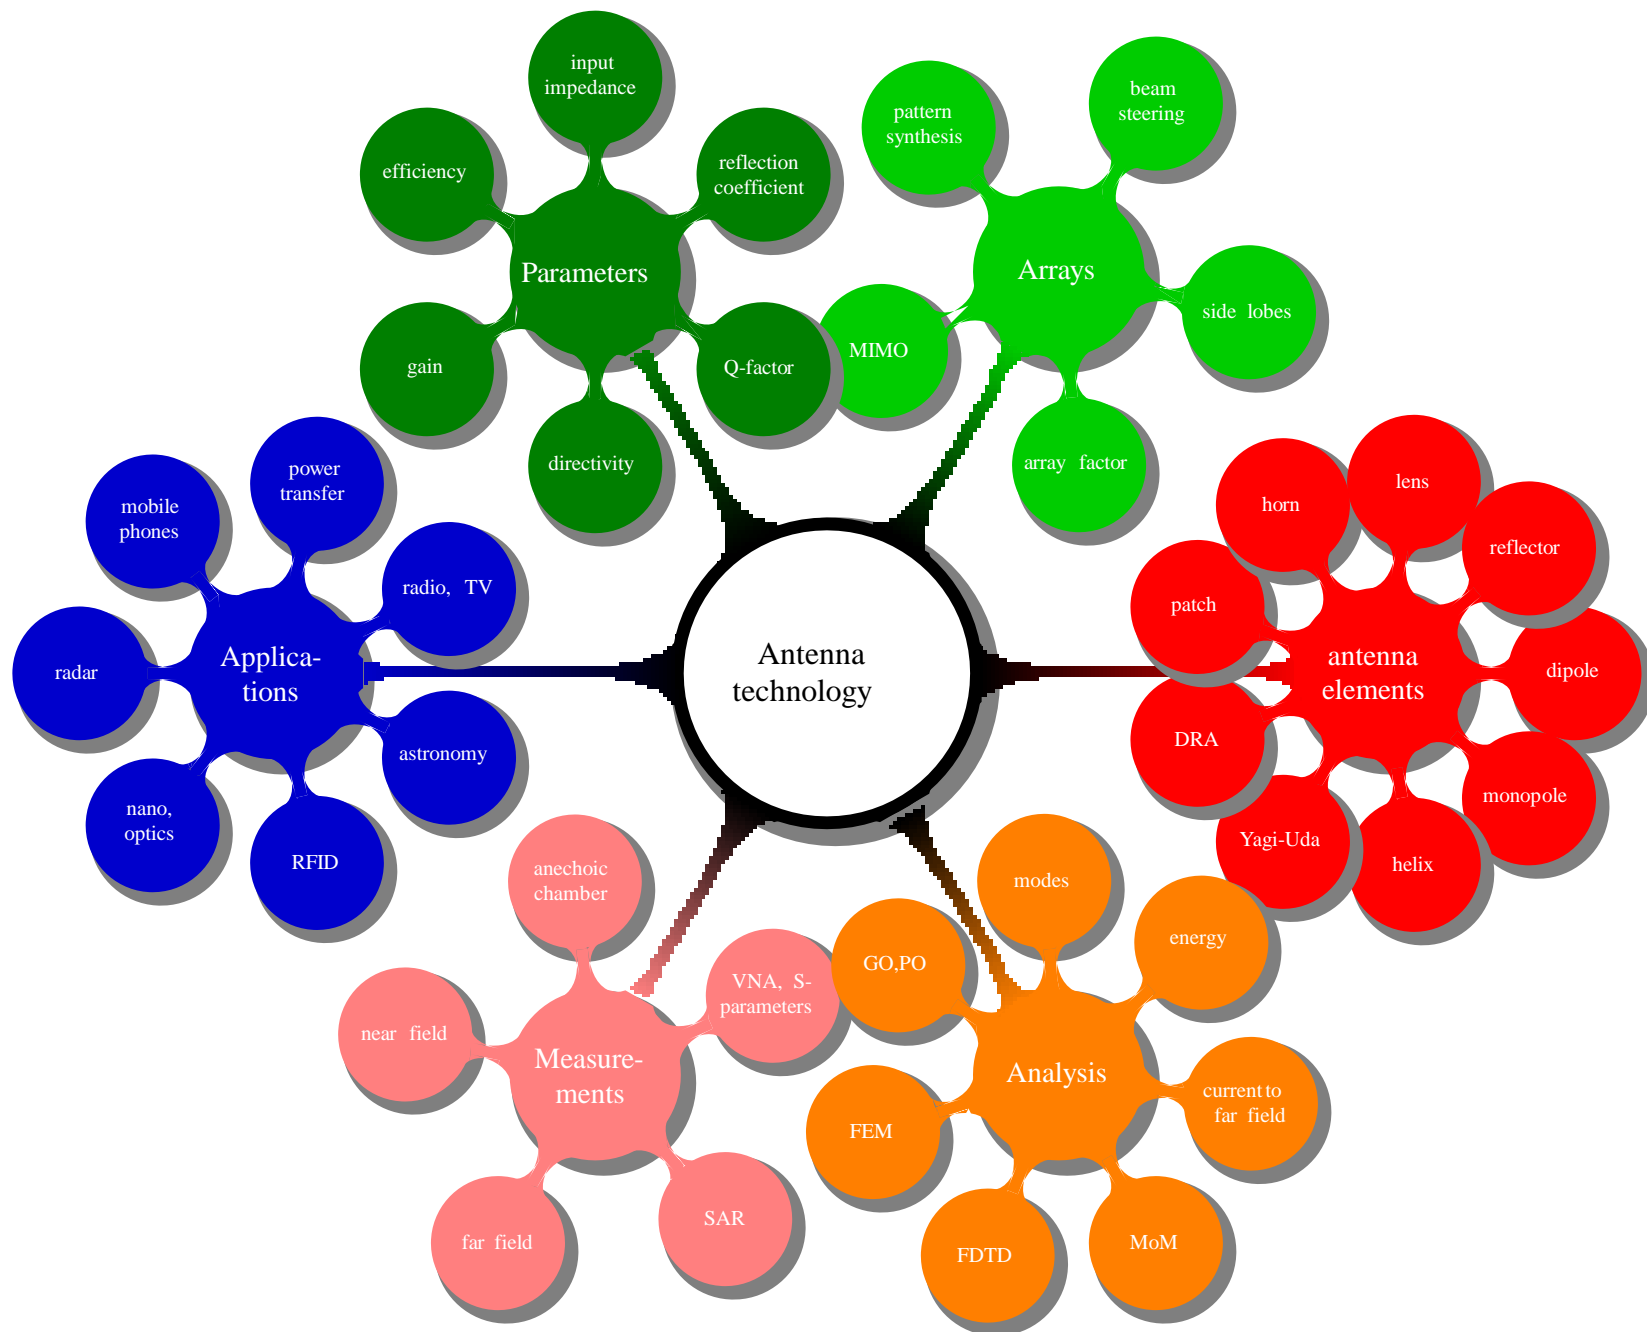 input
impedance
reflection
coefficient
efficiency
Parameters
gain
Q-factor
directivity
pattern
synthesis
beam
steering
Arrays
side lobes
MIMO
array factor
lens
horn
reflector
patch
antenna
elements
dipole
DRA
monopole
Yagi-Uda
helix
power
transfer
mobile
phones
radio, TV
Applica-
tions
radar
astronomy
nano,
optics
RFID
Antenna
technology
anechoic
chamber
VNA, S-
parameters
near field
Measure-
ments
far field
SAR
modes
energy
GO,PO
Analysis
current to
far field
FEM
FDTD
MoM